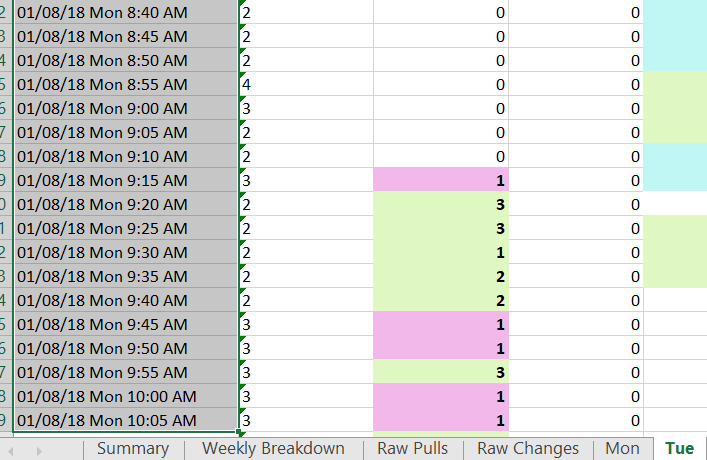 2 01/08/18 Mon 8:40 AM 2 0 0
3 01/08/18 Mon 8:45 AM 2 0 0
4 01/08/18 Mon 8:50 AM 2 0 0
5 01/08/18 Mon 8:55 AM 4 0 0
6 01/08/18 Mon 9:00 AM 3 0 0
7 01/08/18 Mon 9:05 AM 2 0 0
8 01/08/18 Mon 9:10 AM 2 0 0
9 01/08/18 Mon 9:15 AM 3 1 0
0 01/08/18 Mon 9:20 AM 2 3 0
1 01/08/18 Mon 9:25 AM 2 3 0
2 01/08/18 Mon 9:30 AM 2 1 0
3 01/08/18 Mon 9:35 AM 2 2 0
4 01/08/18 Mon 9:40 AM 2 2 0
5 01/08/18 Mon 9:45 AM 3 1 0
6 01/08/18 Mon 9:50 AM 3 1 0
7 01/08/18 Mon 9:55 AM 3 3 0
8 01/08/18 Mon 10:00 AM 3 1 0
9 01/08/18 Mon 10:05 AM 3 1 0
Summary Weekly Breakdown Raw Pulls Raw Changes Mon Tue